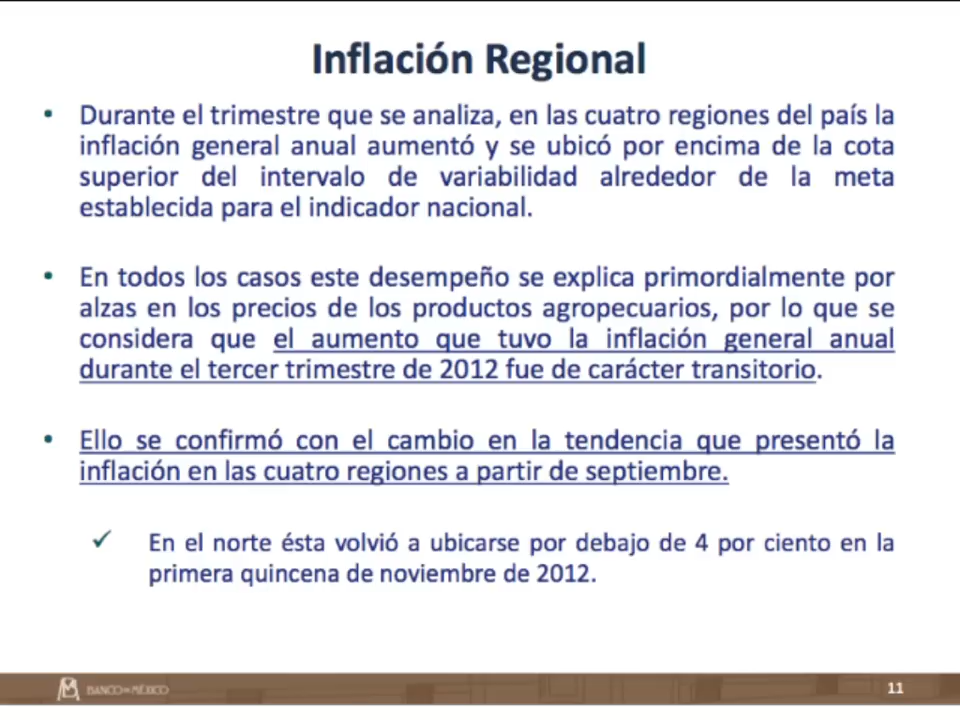 Inflación Regional
• Durante el trimestre que se analiza, en las cuatro regiones del país la
inflación general anual aumentó y se ubicó por encima de la cota
superior del intervalo de variabilidad alrededor de la meta
establecida para el indicador nacional.
• En todos los casos este desempeño se explica primordialmente por
alzas en los precios de los productos agropecuarios, por lo que se
considera que el aumento que tuvo la inflación general anual
durante el tercer trimestre de 2012 fue de carácter transitorio.
• Ello se confirmó con el cambio en la tendencia que presentó la
inflación en las cuatro regiones a partir de septiembre.
✓ En el norte ésta volvió a ubicarse por debajo de 4 por ciento en la
primera quincena de noviembre de 2012.
BANCO DE MÉXICO
11